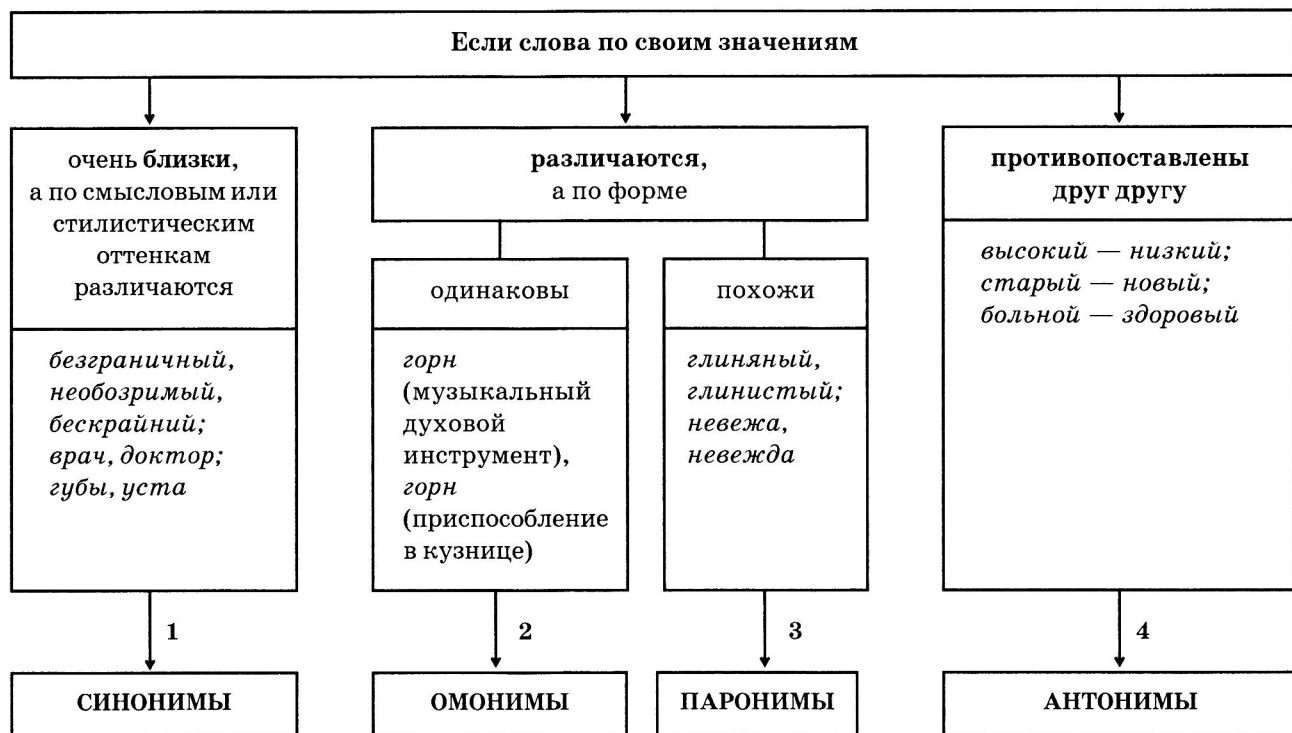 Если слова по своим значениям
очень близки,
а по смысловым или
стилистическим
оттенкам
различаются
безграничный,
необозримый,
бескрайний;
врач, доктор;
губы, уста
1
СИНОНИМЫ
различаются,
а по форме
одинаковы
горн
(музыкальный
духовой
инструмент),
горн
(приспособление
в кузнице)
2
ОМОНИМЫ
похожи
глиняный,
глинистый;
невежа,
невежда
3
ПАРОНИМЫ
противопоставлены
друг другу
высокий — низкий;
старый — новый;
больной — здоровый
4
АНТОНИМЫ